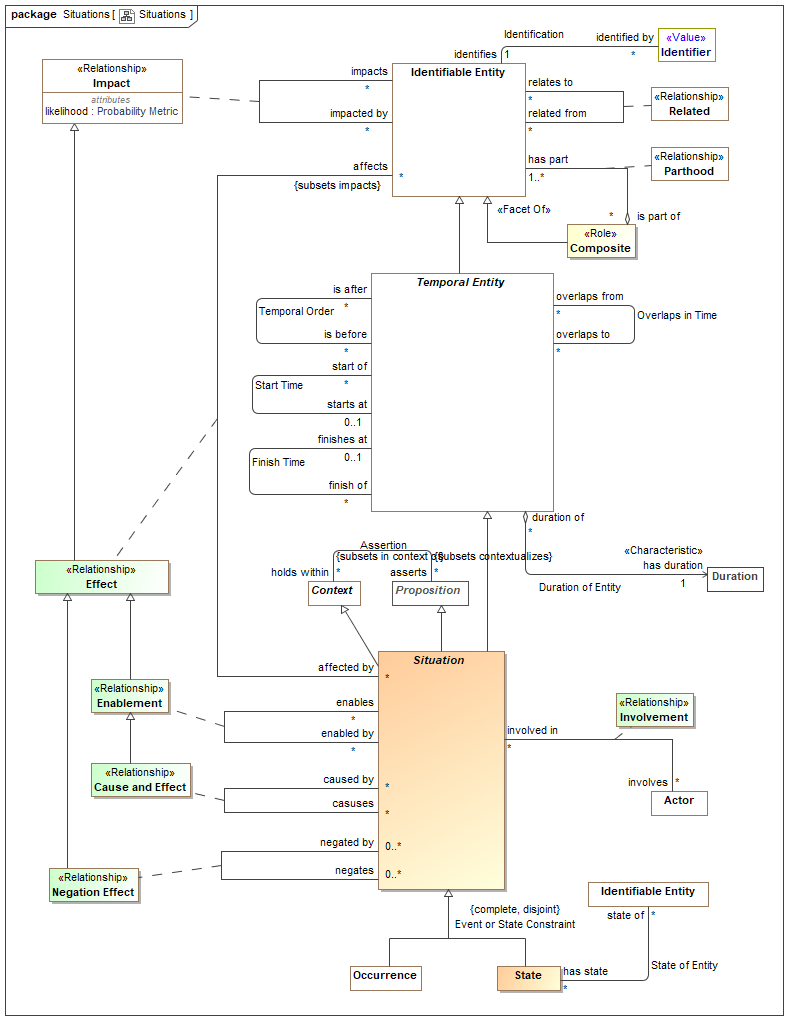 package Situations [ Situations ]
Identification
identified by
«Value»
Identifier
*
identifies
1
«Relationship»
Impact
attributes
likelihood : Probability Metric
impacts
*
impacted by
*
Identifiable Entity
relates to
*
related from
*
«Relationship»
Related
affects
*
{subsets impacts}
has part
1..*
«Relationship»
Parthood
«Facet Of»
*
is part of
«Role»
Composite
Temporal Entity
is after
*
Temporal Order
is before
*
overlaps from
*
Overlaps in Time
overlaps to
*
start of
*
Start Time
starts at
0..1
finishes at
0..1
Finish Time
finish of
*
duration of
*
Assertion
{subsets in context of}
{subsets contextualizes}
holds within
*
asserts
*
«Characteristic»
has duration
1
Duration of Entity
Duration
Context
Proposition
«Relationship»
Effect
Situation
affected by
*
«Relationship»
Enablement
enables
*
enabled by
*
«Relationship»
Involvement
involved in
*
«Relationship»
Cause and Effect
caused by
*
casuses
*
involves
*
Actor
negated by
0..*
negates
0..*
«Relationship»
Negation Effect
{complete, disjoint}
Event or State Constraint
Identifiable Entity
state of
*
Occurrence
State
has state
*
State of Entity